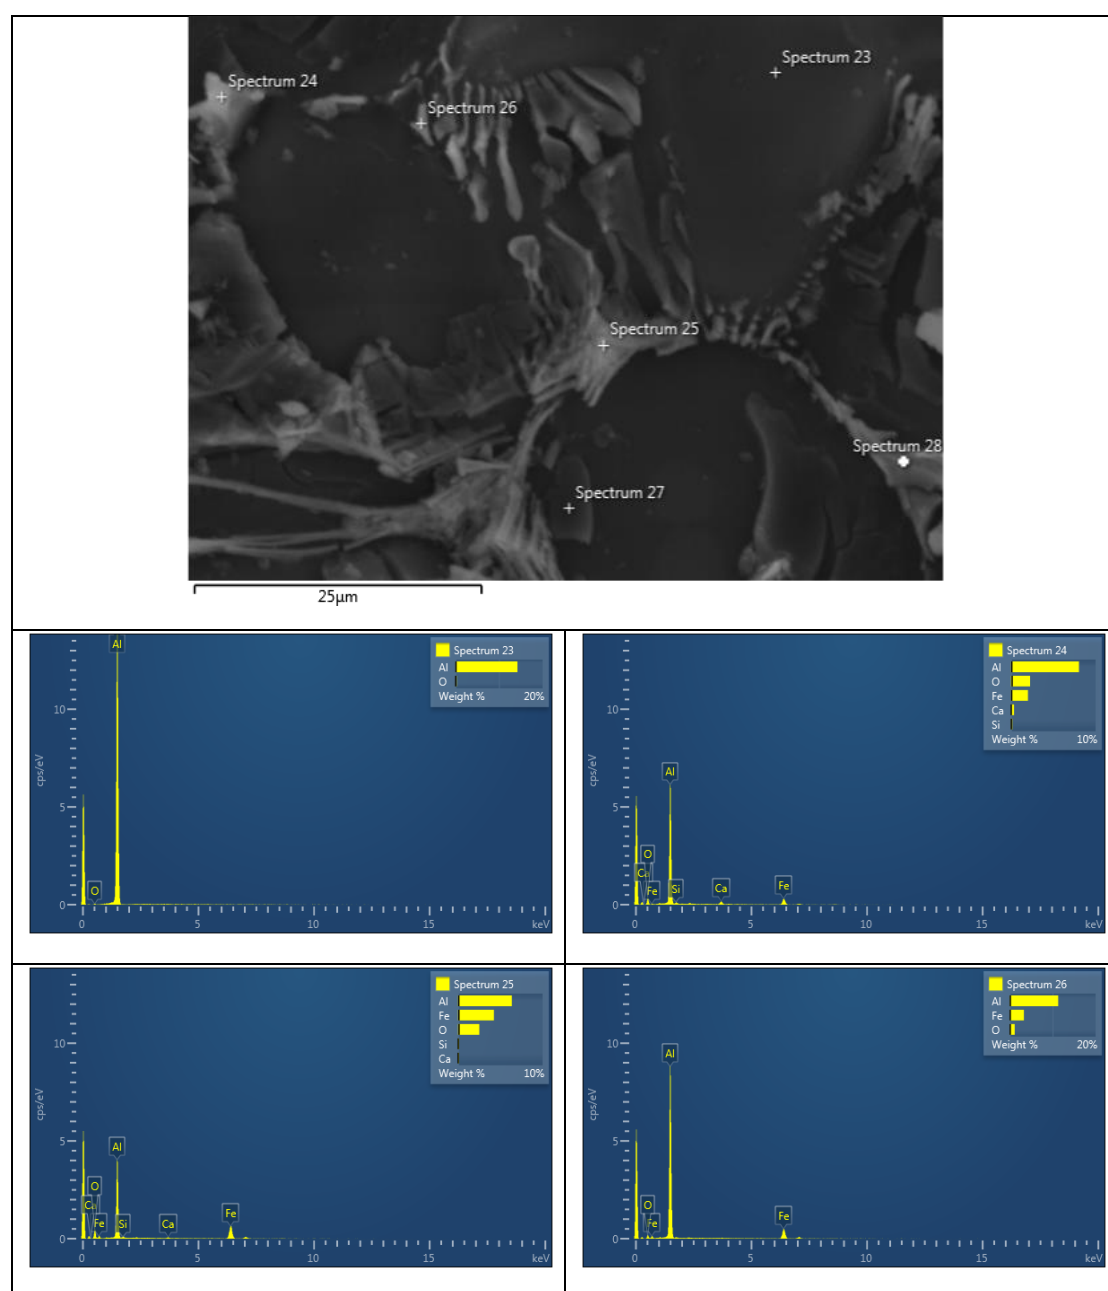 Spectrum 23
Spectrum 24
Spectrum 26
Spectrum 25
Spectrum 28
Spectrum 27
25µm
Al
10
5
0
cps/eV
O
0 5 10 15 keV
Spectrum 23
Al
O
Weight % 20%
10
5
0
cps/eV
Al
O
Ca
Fe
Si
Ca
Fe
0 5 10 15 keV
Spectrum 24
Al
O
Fe
Ca
Si
Weight % 10%
10
5
0
cps/eV
Al
O
Ca
Fe
Si
Ca
Fe
0 5 10 15 keV
Spectrum 25
Al
Fe
O
Si
Ca
Weight % 10%
10
5
0
cps/eV
Al
O
Fe
Fe
0 5 10 15 keV
Spectrum 26
Al
Fe
O
Weight % 20%